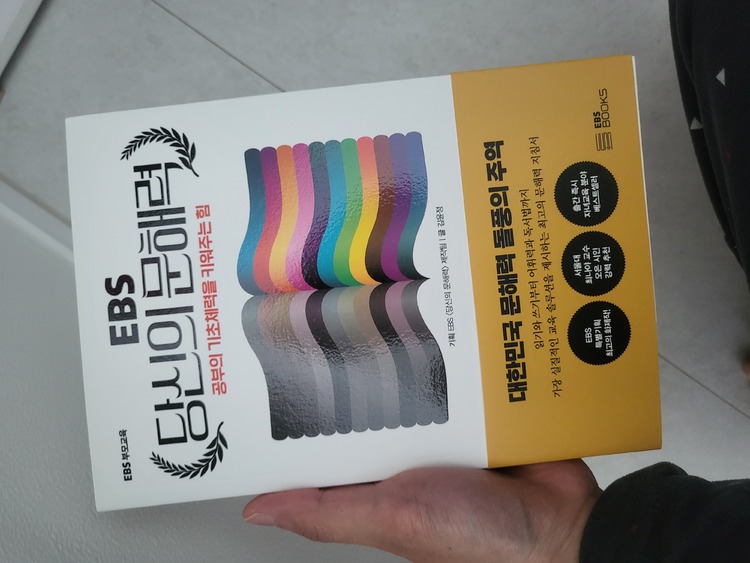 EBS 부모교육
EBS
당신의 문해력
공부의 기초체력을 키워주는 힘
기획 EBS 〈당신의 문해력〉 제작팀 | 글 김윤정
대한민국 문해력 돌풍의 주역
읽기와 쓰기부터 어휘력과 독서법까지
가장 실질적인 교육 솔루션을 제시하는 최고의 문해력 지침서
EBS
특별기획
최고의 화제작!
서울대
최나야 교수
오은 시인
강력 추천
출간 즉시
자녀교육 분야
베스트셀러
EBS
BOOKS